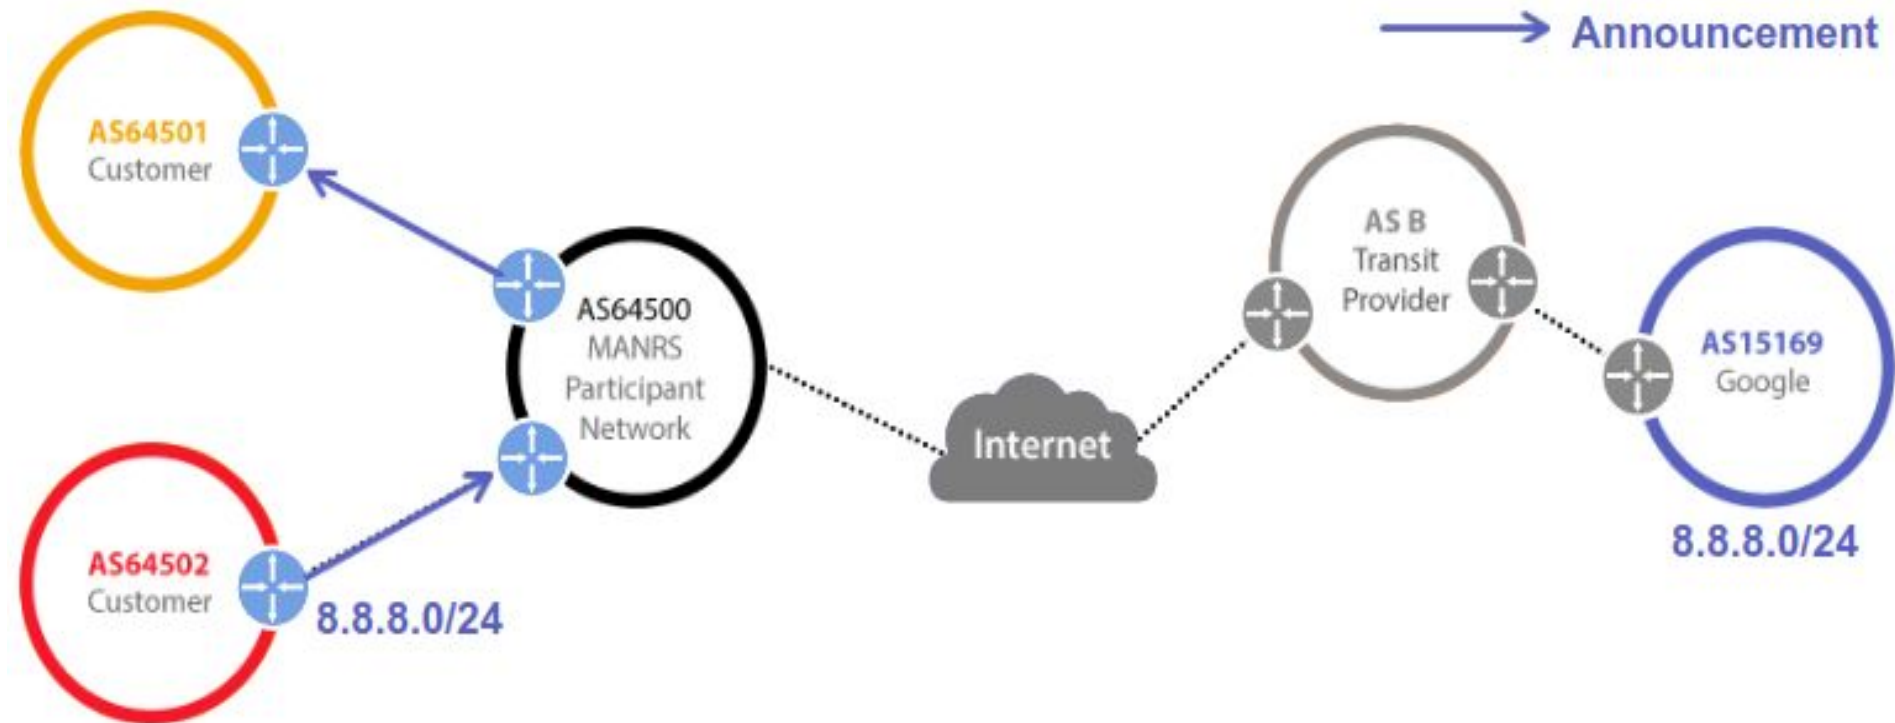 Announcement
AS64501
Customer
AS64500
MANRS
Participant
Network
AS64502
Customer
8.8.8.0/24
Internet
AS B
Transit
Provider
AS15169
Google
8.8.8.0/24